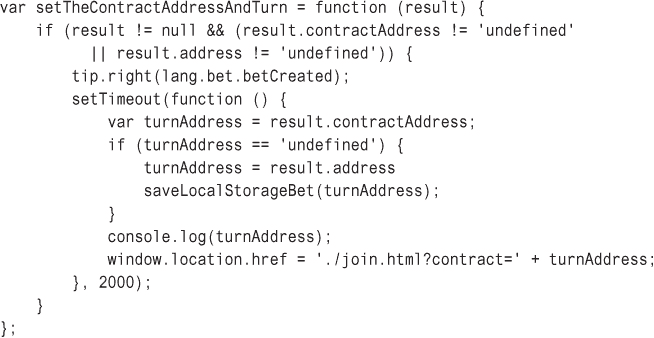 var setTheContractAddressAndTurn = function (result) {
    if (result != null && (result.contractAddress != 'undefined'
          || result.address != 'undefined')) {
        tip.right(lang.bet.betCreated);
        setTimeout(function () {
            var turnAddress = result.contractAddress;
            if (turnAddress == 'undefined') {
                turnAddress = result.address
                saveLocalStorageBet(turnAddress);
            }
            console.log(turnAddress);
            window.location.href = './join.html?contract=' + turnAddress;
        }, 2000);
    }
};